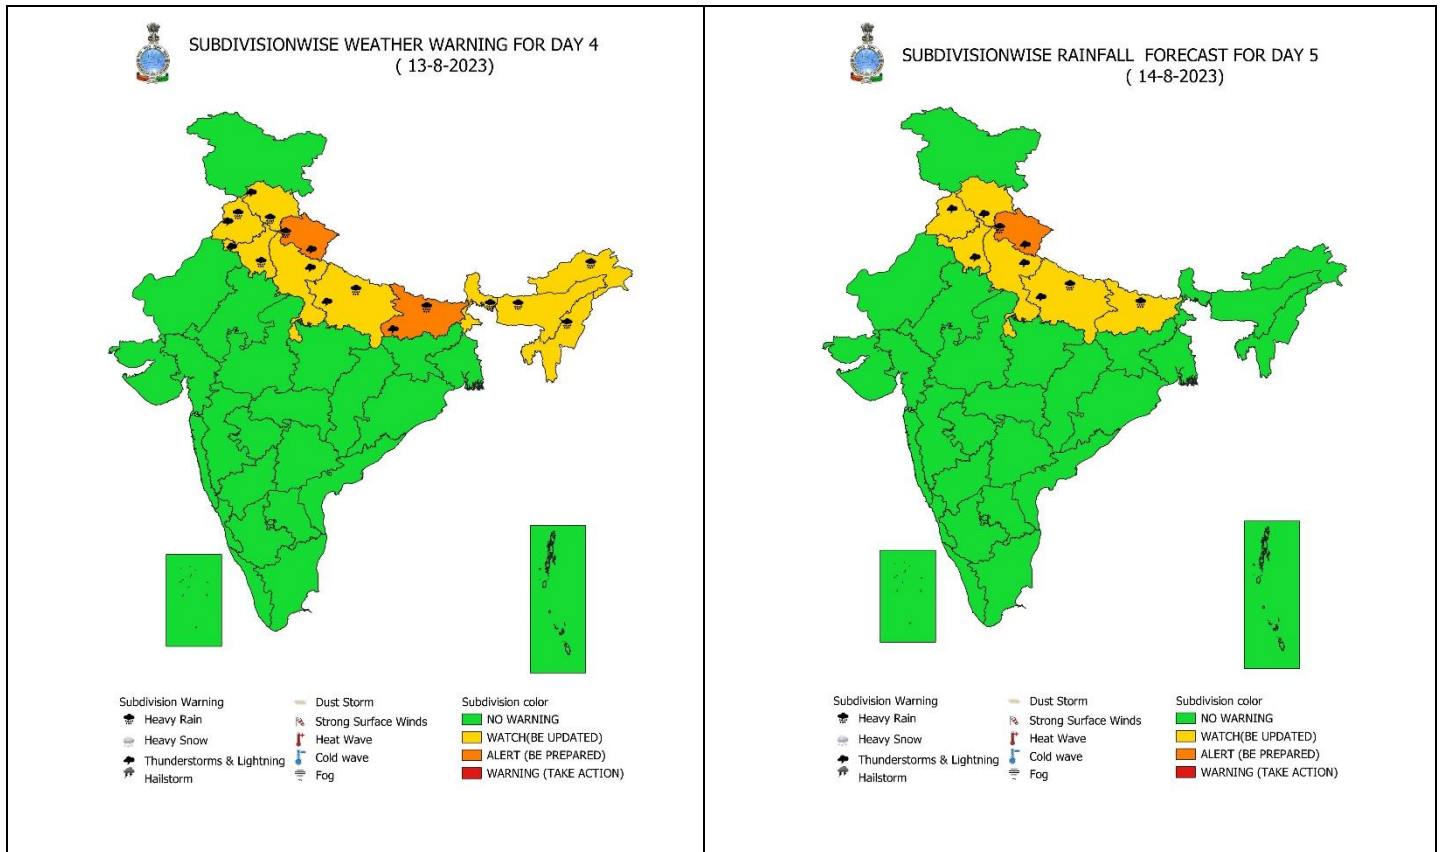 SUBDIVISIONWISE WEATHER WARNING FOR DAY 4
( 13-8-2023)
Subdivision Warning
Heavy Rain
Heavy Snow
Thunderstorms & Lightning
Hailstorm
Dust Storm
Strong Surface Winds
Heat Wave
Cold wave
Fog
Subdivision color
NO WARNING
WATCH(BE UPDATED)
ALERT (BE PREPARED)
WARNING (TAKE ACTION)
SUBDIVISIONWISE RAINFALL FORECAST FOR DAY 5
( 14-8-2023)
Subdivision Warning
Heavy Rain
Heavy Snow
Thunderstorms & Lightning
Hailstorm
Dust Storm
Strong Surface Winds
Heat Wave
Cold wave
Fog
Subdivision color
NO WARNING
WATCH(BE UPDATED)
ALERT (BE PREPARED)
WARNING (TAKE ACTION)